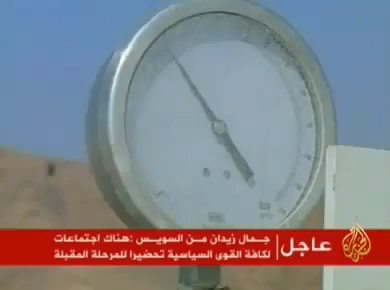 عاجل
جمال زيدان من السويس :هناك اجتماعات
لكافة القوى السياسية تحضيرا للمرحلة المقبلة
الجزيرة